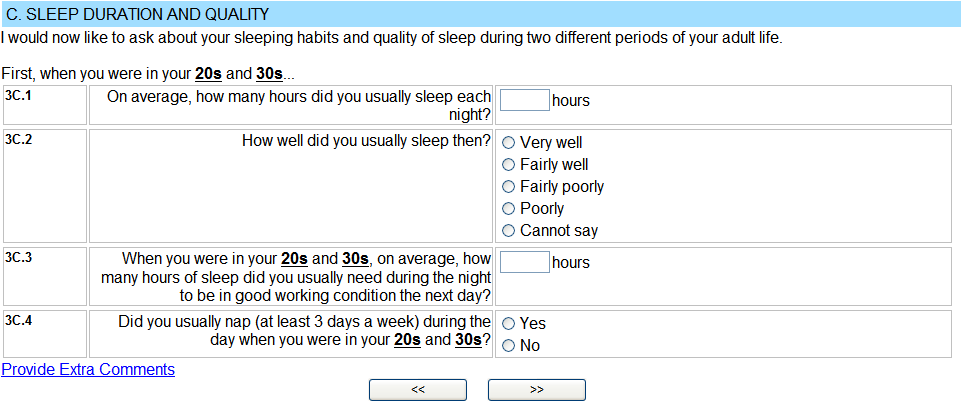 C. SLEEP DURATION AND QUALITY
I would now like to ask about your sleeping habits and quality of sleep during two different periods of your adult life.
First, when you were in your 20s and 30s...
3C.1 On average, how many hours did you usually sleep each hours
night?
3C.2 How well did you usually sleep then? Very well
Fairly well
Fairly poorly
Poorly
Cannot say
3C.3 When you were in your 20s and 30s, on average, how hours
many hours of sleep did you usually need during the night
to be in good working condition the next day?
3C.4 Did you usually nap (at least 3 days a week) during the Yes
day when you were in your 20s and 30s? No
Provide Extra Comments
<< >>